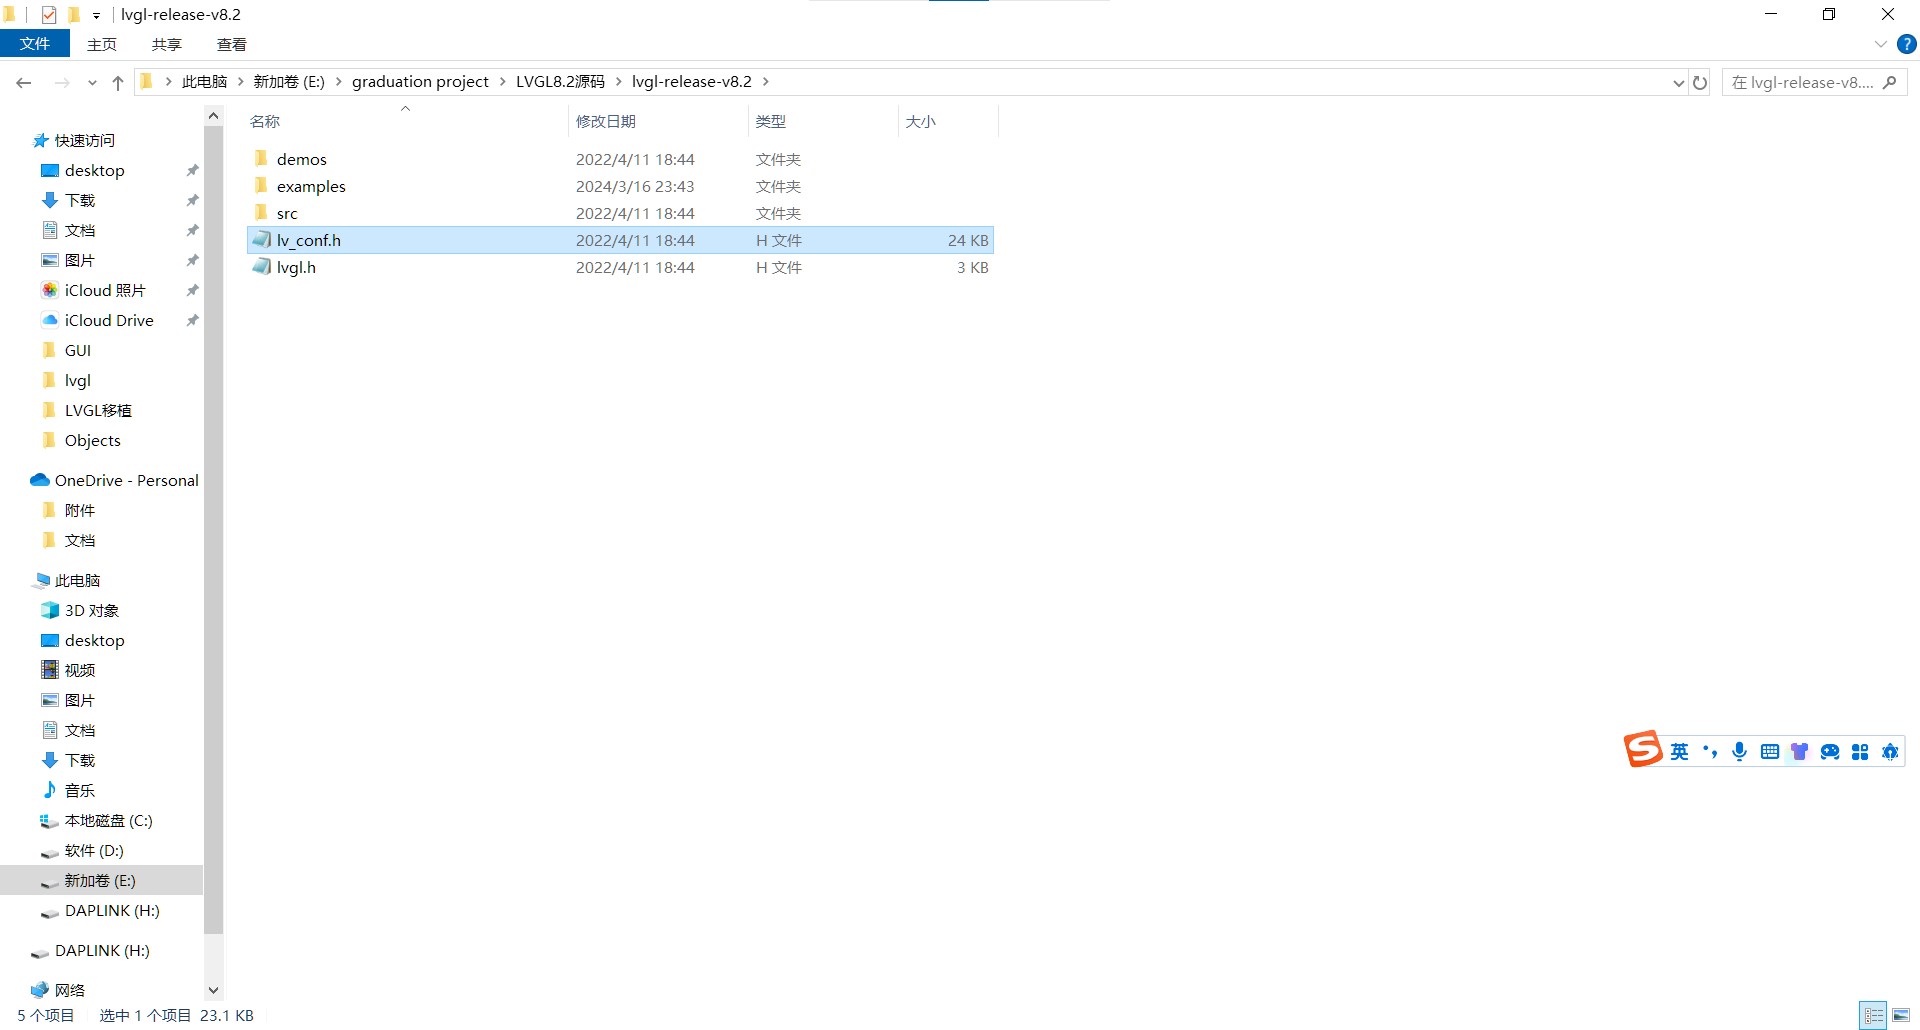 lvgl-release-v8.2
文件 主页 共享 查看
此电脑 新加卷 (E:) graduation project LVGL8.2源码 lvgl-release-v8.2 在 lvgl-release-v8....
名称 修改日期 类型 大小
demos 2022/4/11 18:44 文件夹
examples 2024/3/16 23:43 文件夹
src 2022/4/11 18:44 文件夹
lv_conf.h 2022/4/11 18:44 H 文件 24 KB
lvgl.h 2022/4/11 18:44 H 文件 3 KB
快速访问
desktop
下载
文档
图片
iCloud 照片
iCloud Drive
GUI
lvgl
LVGL移植
Objects
OneDrive - Personal
附件
文档
此电脑
3D 对象
desktop
视频
图片
文档
下载
音乐
本地磁盘 (C:)
软件 (D:)
新加卷 (E:)
DAPLINK (H:)
DAPLINK (H:)
网络
S 英 •,
5 个项目 选中 1 个项目 23.1 KB